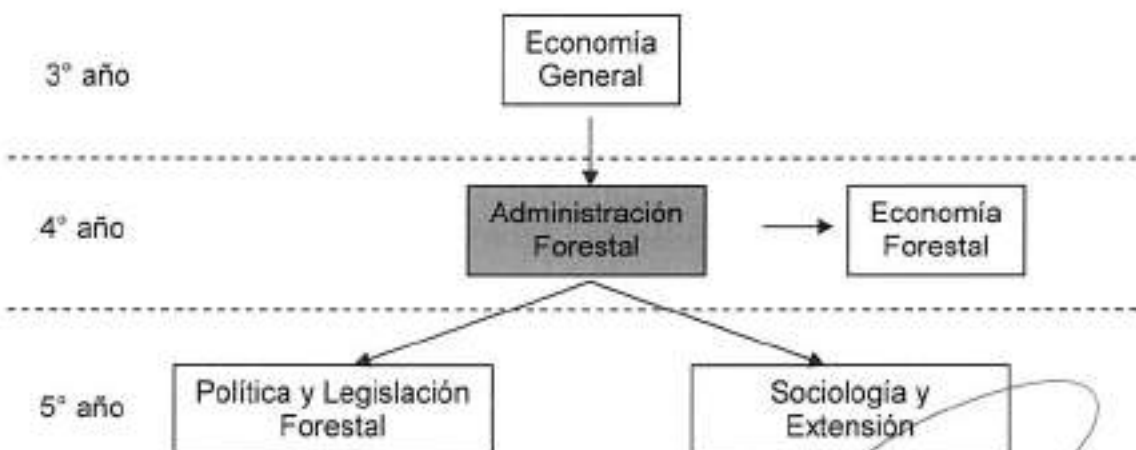 Economía
General
3° año
4° año
Administración
Forestal
Economía
Forestal
5° año
Política y Legislación
Forestal
Sociología y
Extensión